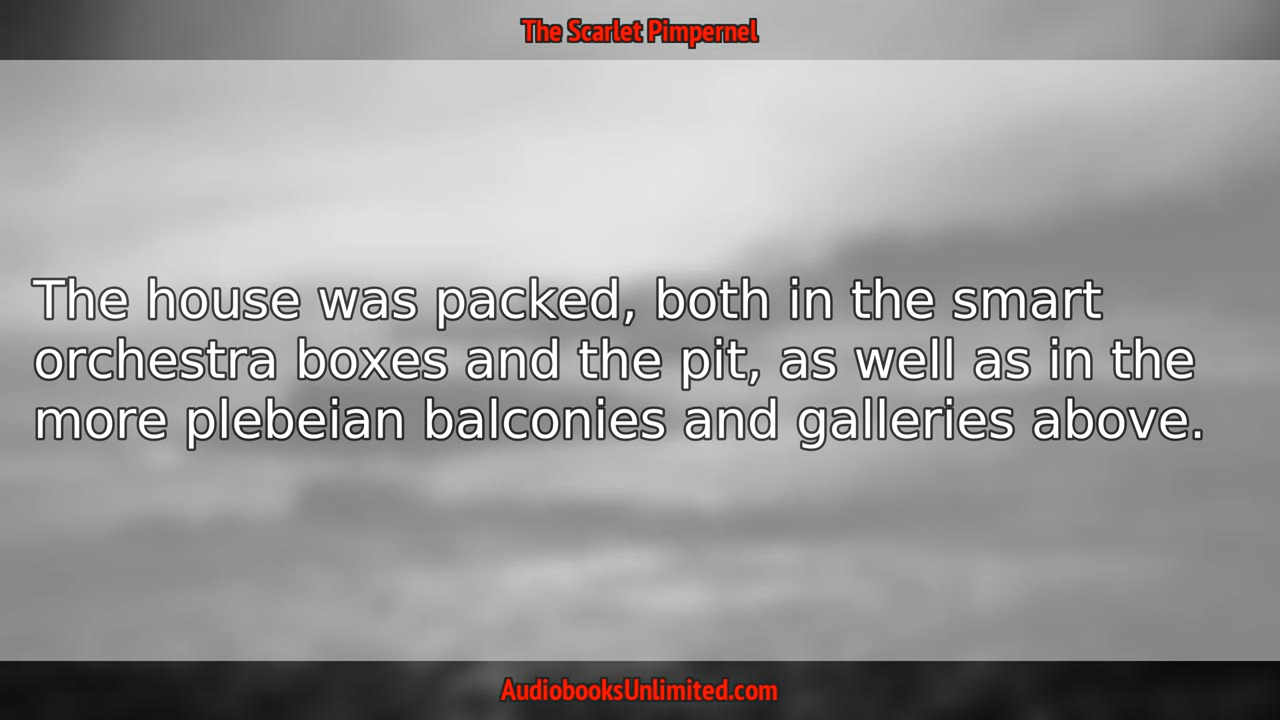 The Scarlet Pimpernel
The house was packed, both in the smart
orchestra boxes and the pit, as well as in the
more plebeian balconies and galleries above.
AudiobooksUnlimited.com